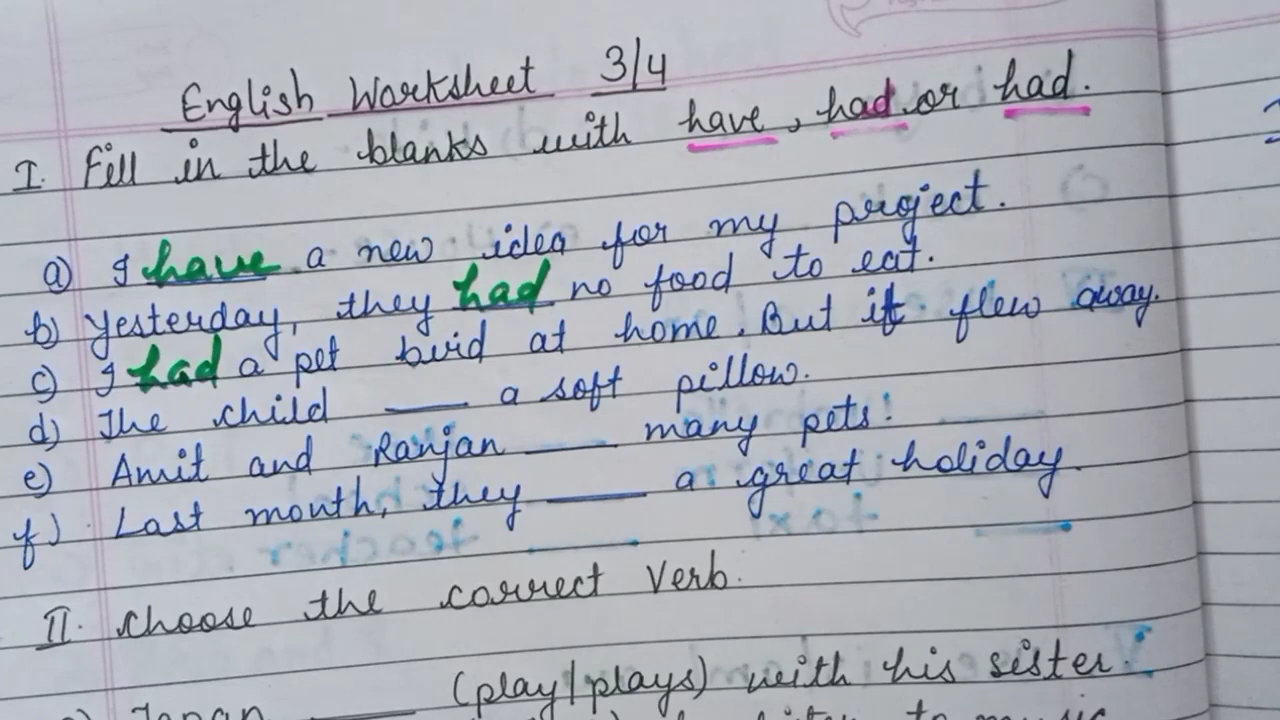 English Worksheet 3/4
I. Fill in the blanks with have, had or had.
a) I have a new idea for my project.
b) Yesterday, they had no food to eat.
c) I had a pet bird at home. But it flew away.
d) The child ___ a soft pillow.
e) Amit and Ranjan ___ many pets.
f) Last month, they ___ a great holiday.
II. Choose the correct Verb.
___ (play/plays) with his sister.